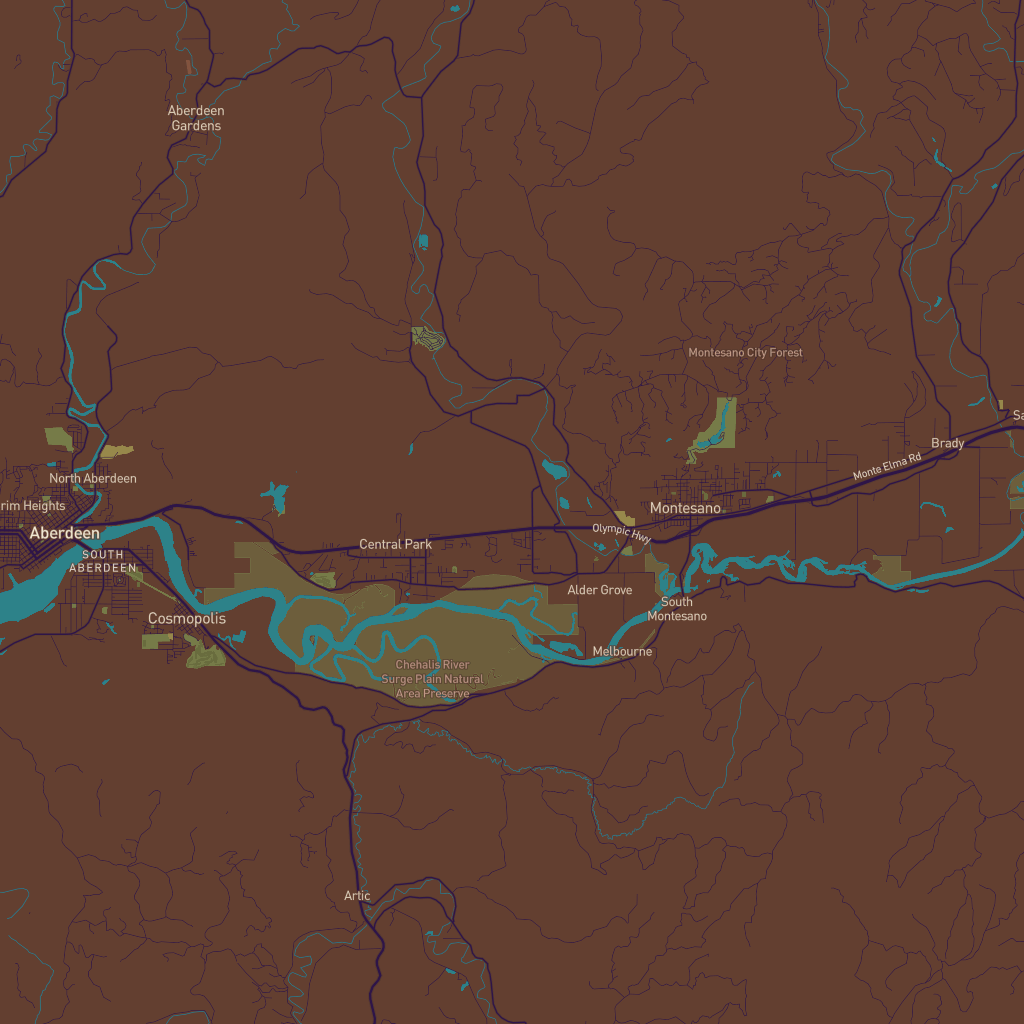 Aberdeen
Gardens
Montesano City Forest
Brady
Monte Elma Rd
North Aberdeen
rim Heights
Montesano
Aberdeen
Olympic Hwy
Central Park
SOUTH
ABERDEEN
Alder Grove
South
Montesano
Cosmopolis
Melbourne
Chehalis River
Surge Plain Natural
Area Preserve
Artic
Sa